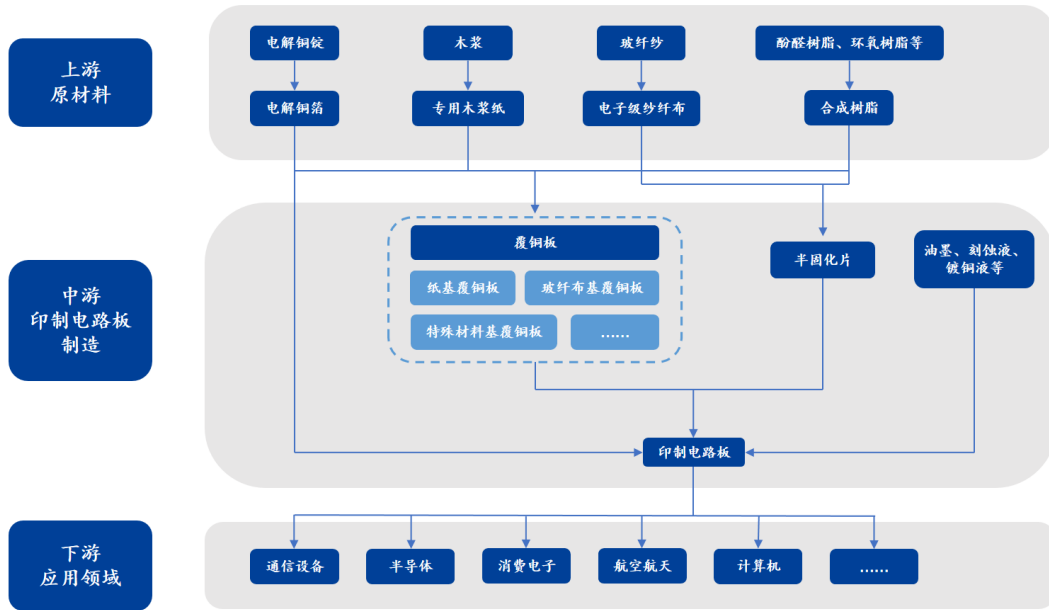 上游
原材料
电解铜锭
木浆
玻纤纱
酚醛树脂、环氧树脂等
电解铜箔
专用木浆纸
电子级纱纤布
合成树脂
中游
印制电路板
制造
覆铜板
纸基覆铜板
玻纤布基覆铜板
特殊材料基覆铜板
……
半固化片
油墨、刻蚀液、
镀铜液等
印制电路板
下游
应用领域
通信设备
半导体
消费电子
航空航天
计算机
……